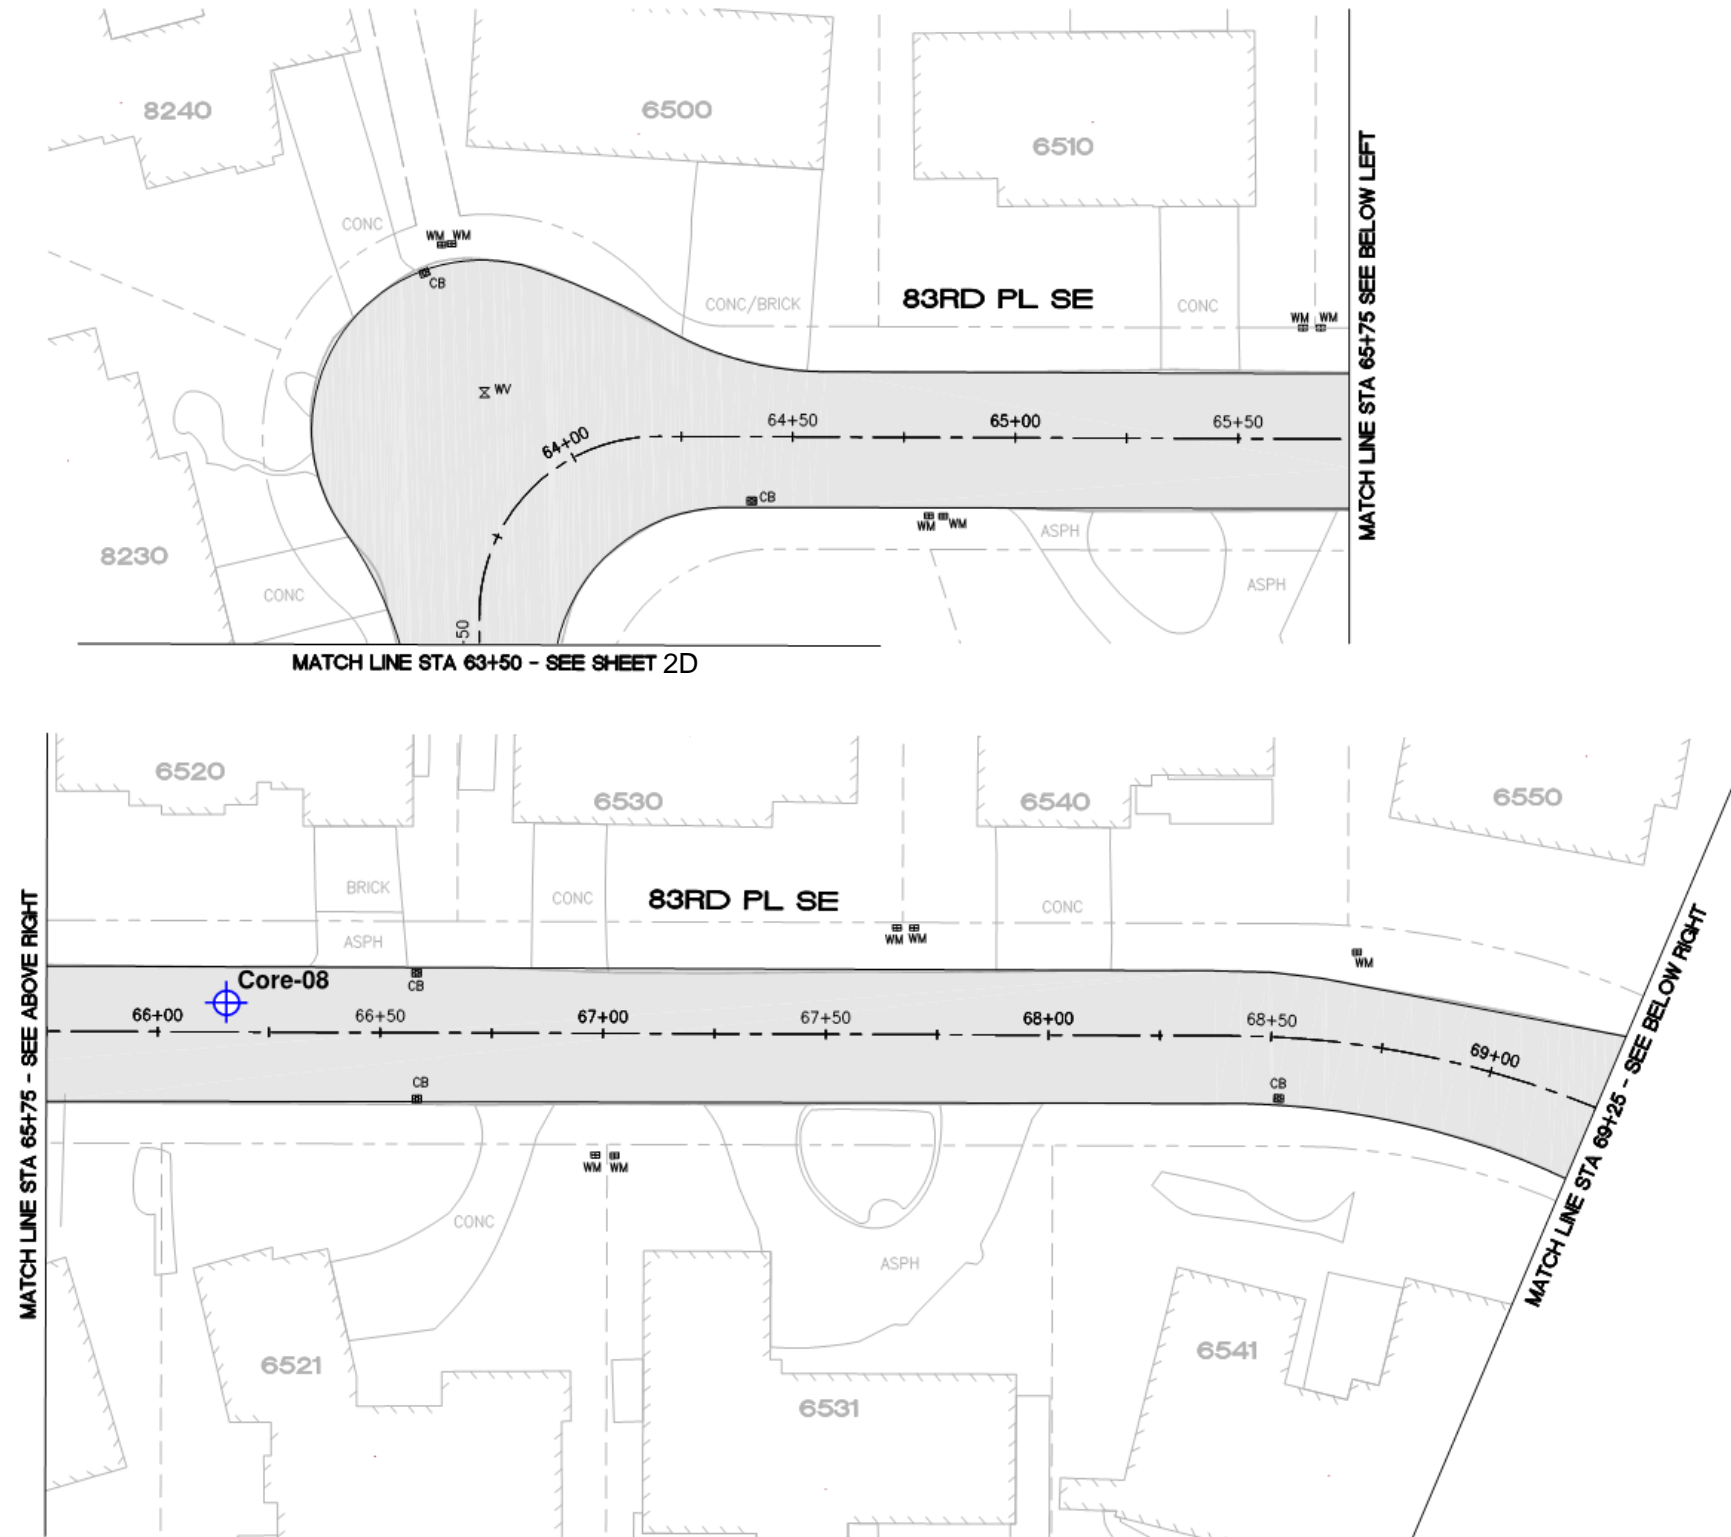 8240
6500
6510
CONC
WM WM
CB
CONC/BRICK
83RD PL SE
CONC
WM WM
MATCH LINE STA 65+75 SEE BELOW LEFT
WV
64+00
64+50
65+00
65+50
CB
WM WM
ASPH
ASPH
8230
CONC
MATCH LINE STA 63+50 - SEE SHEET 2D
6520
6530
6540
6550
BRICK
CONC
83RD PL SE
CONC
ASPH
WM WM
WM
MATCH LINE STA 65+75 - SEE ABOVE RIGHT
Core-08
CB
66+00
66+50
67+00
67+50
68+00
68+50
69+00
CB
CB
MATCH LINE STA 69+25 - SEE BELOW RIGHT
WM WM
CONC
ASPH
6521
6531
6541